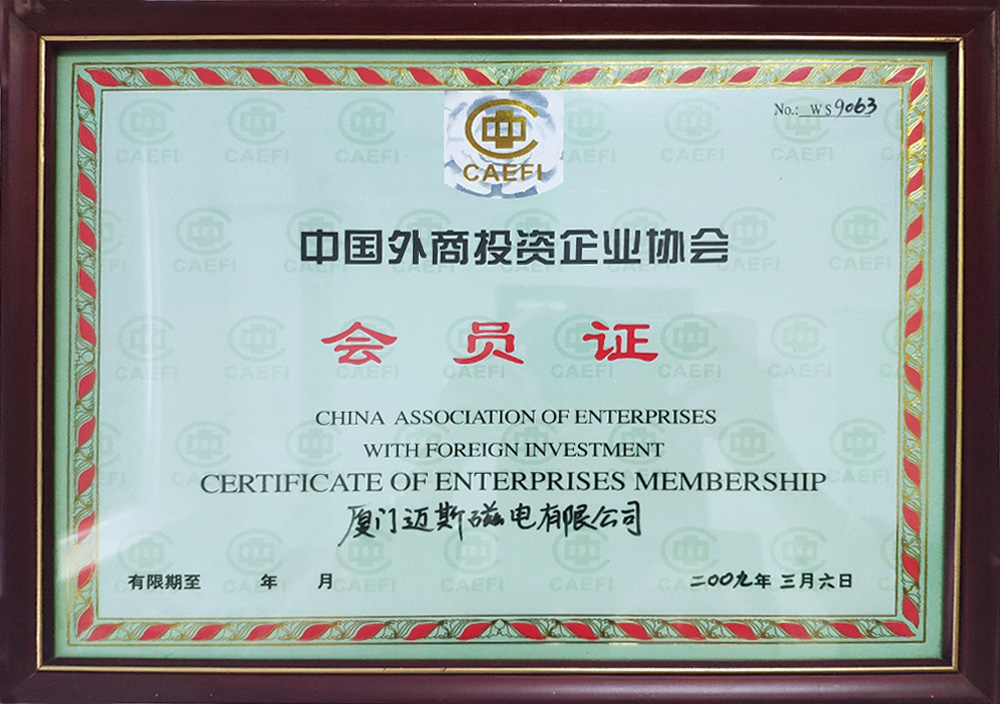 No.: WS9063
CAEFI
中国外商投资企业协会
会员证
CHINA ASSOCIATION OF ENTERPRISES
WITH FOREIGN INVESTMENT
CERTIFICATE OF ENTERPRISES MEMBERSHIP
厦门迈斯磁电有限公司
有限期至 年 月
二00九年 三月六日